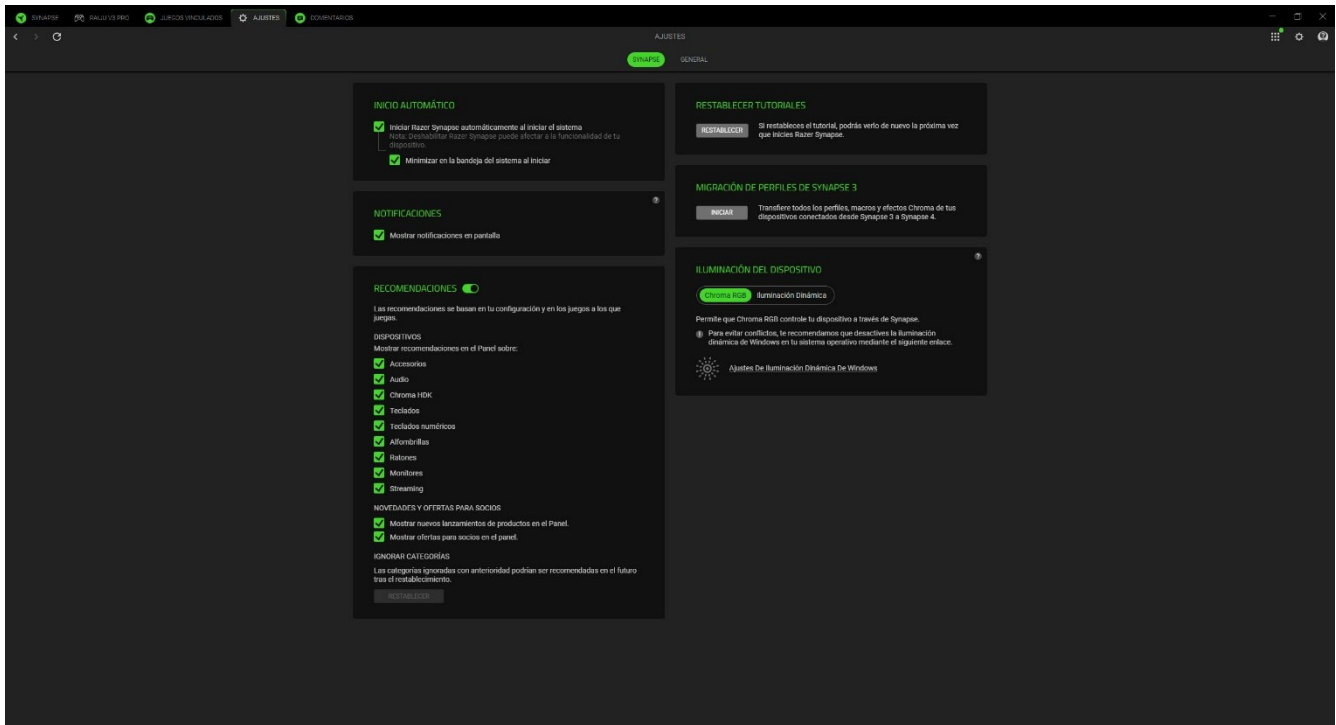 SYNAPSE
RAIJU V3 PRO
JUEGOS VINCULADOS
AJUSTES
COMENTARIOS
AJUSTES
SYNAPSE
GENERAL
INICIO AUTOMÁTICO
Iniciar Razer Synapse automáticamente al iniciar el sistema
Nota: Deshabilitar Razer Synapse puede afectar a la funcionalidad de tu
dispositivo.
Minimizar en la bandeja del sistema al iniciar
NOTIFICACIONES
Mostrar notificaciones en pantalla
RECOMENDACIONES
Las recomendaciones se basan en tu configuración y en los juegos a los que
juegas.
DISPOSITIVOS
Mostrar recomendaciones en el Panel sobre:
Accesorios
Audio
Chroma HDK
Teclados
Teclados numéricos
Alfombrillas
Ratones
Monitores
Streaming
NOVEDADES Y OFERTAS PARA SOCIOS
Mostrar nuevos lanzamientos de productos en el Panel.
Mostrar ofertas para socios en el panel.
IGNORAR CATEGORÍAS
Las categorías ignoradas con anterioridad podrían ser recomendadas en el futuro
tras el restablecimiento.
RESTABLECER
RESTABLECER TUTORIALES
RESTABLECER
Si restableces el tutorial, podrás verlo de nuevo la próxima vez
que inicies Razer Synapse.
MIGRACIÓN DE PERFILES DE SYNAPSE 3
INICIAR
Transfiere todos los perfiles, macros y efectos Chroma de tus
dispositivos conectados desde Synapse 3 a Synapse 4.
ILUMINACIÓN DEL DISPOSITIVO
Chroma RGB
Iluminación Dinámica
Permite que Chroma RGB controle tu dispositivo a través de Synapse.
Para evitar conflictos, te recomendamos que desactives la iluminación
dinámica de Windows en tu sistema operativo mediante el siguiente enlace.
Ajustes De Iluminación Dinámica De Windows